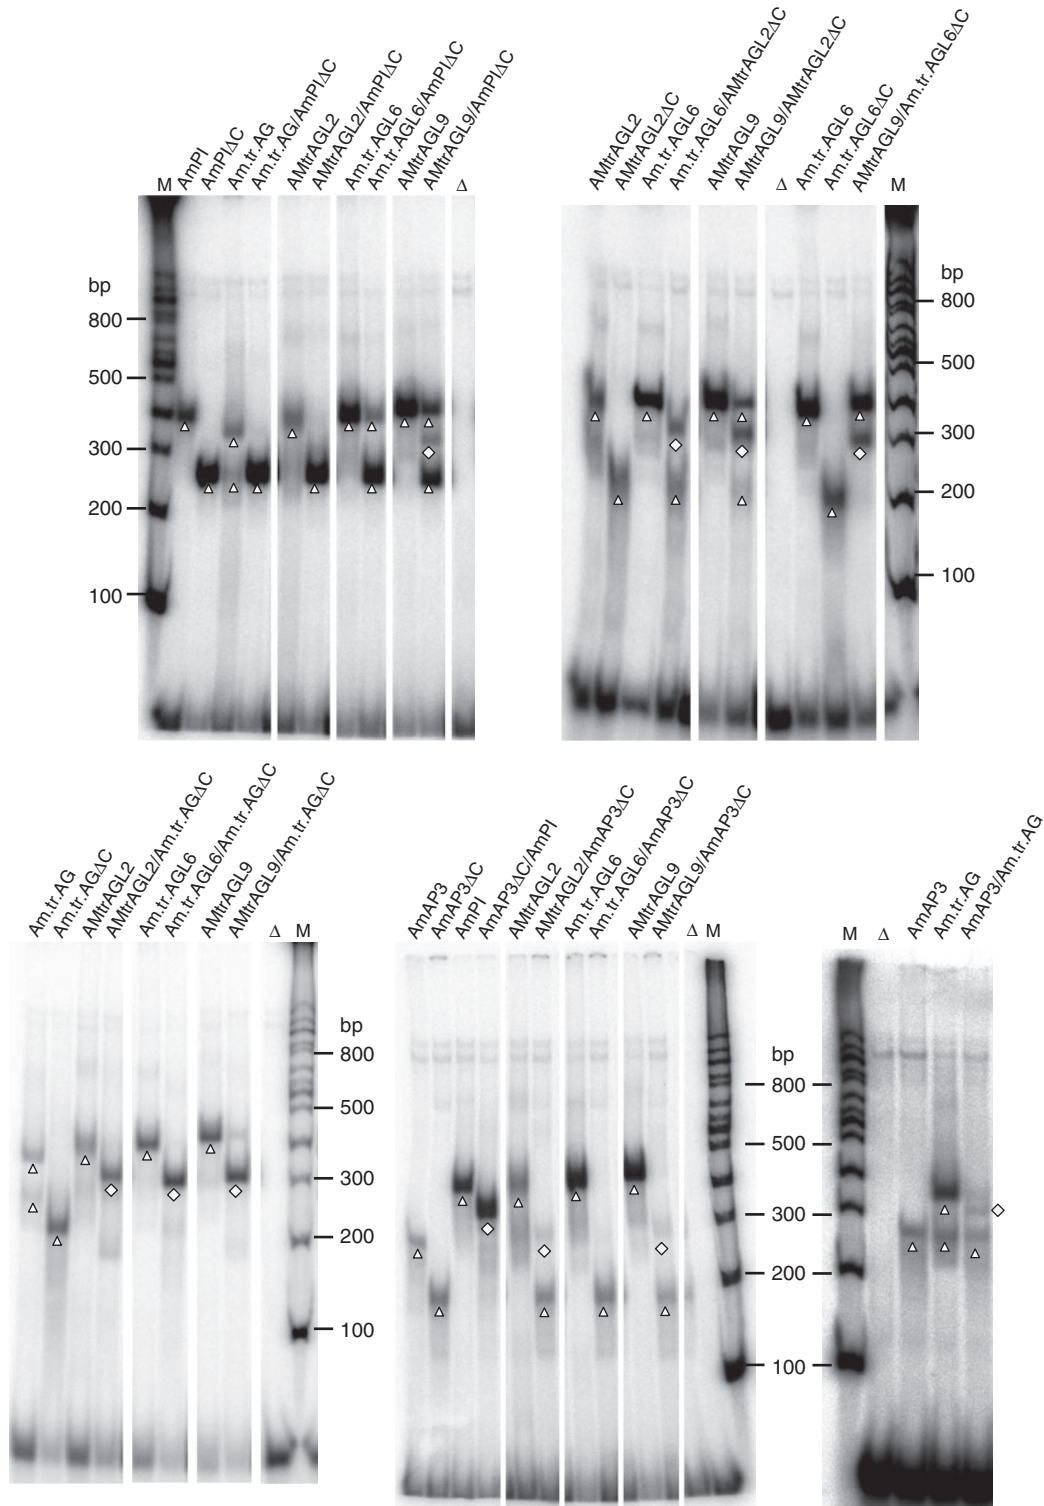 M
AmPI
AmPIΔC
Am.tr.AG
Am.tr.AG/AmPIΔC
AMtrAGL2
AMtrAGL2/AmPIΔC
Am.tr.AGL6
Am.tr.AGL6/AmPIΔC
AMtrAGL9
AMtrAGL9/AmPIΔC
Δ
bp
800
500
300
200
100
AMtrAGL2
AMtrAGL2ΔC
Am.tr.AGL6
Am.tr.AGL6/AMtrAGL2ΔC
AMtrAGL9
AMtrAGL9/AMtrAGL2ΔC
Δ
Am.tr.AGL6
Am.tr.AGL6ΔC
AMtrAGL9/Am.tr.AGL6ΔC
M
bp
800
500
300
200
100
Am.tr.AG
Am.tr.AGΔC
AMtrAGL2
AMtrAGL2/Am.tr.AGΔC
Am.tr.AGL6
Am.tr.AGL6/Am.tr.AGΔC
AMtrAGL9
AMtrAGL9/Am.tr.AGΔC
Δ
M
bp
800
500
300
200
100
AmAP3
AmAP3ΔC
AmPI
AmAP3ΔC/AmPI
AMtrAGL2
AMtrAGL2/AmAP3ΔC
Am.tr.AGL6
Am.tr.AGL6/AmAP3ΔC
AMtrAGL9
AMtrAGL9/AmAP3ΔC
Δ
M
bp
800
500
300
200
100
M
Δ
AmAP3
Am.tr.AG
AmAP3/Am.tr.AG